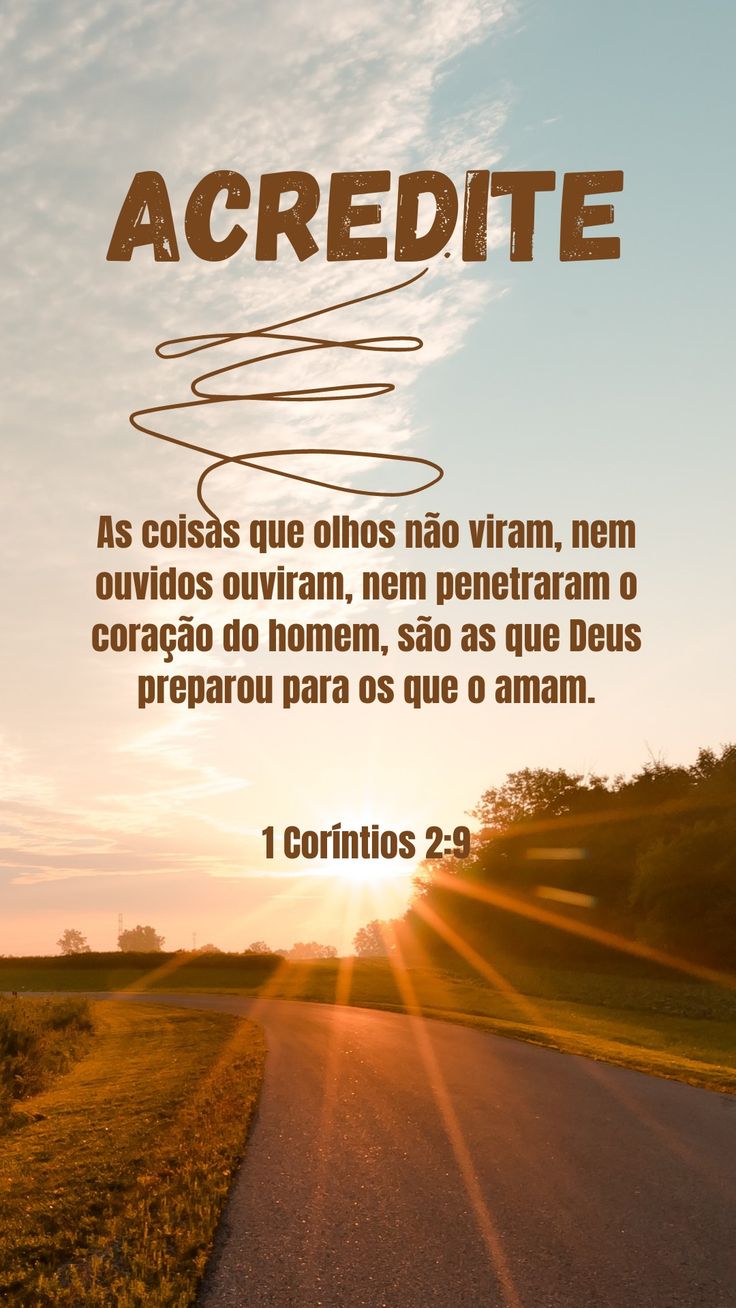 ACREDITE
As coisas que olhos não viram, nem
ouvidos ouviram, nem penetraram o
coração do homem, são as que Deus
preparou para os que o amam.
1 Coríntios 2:9